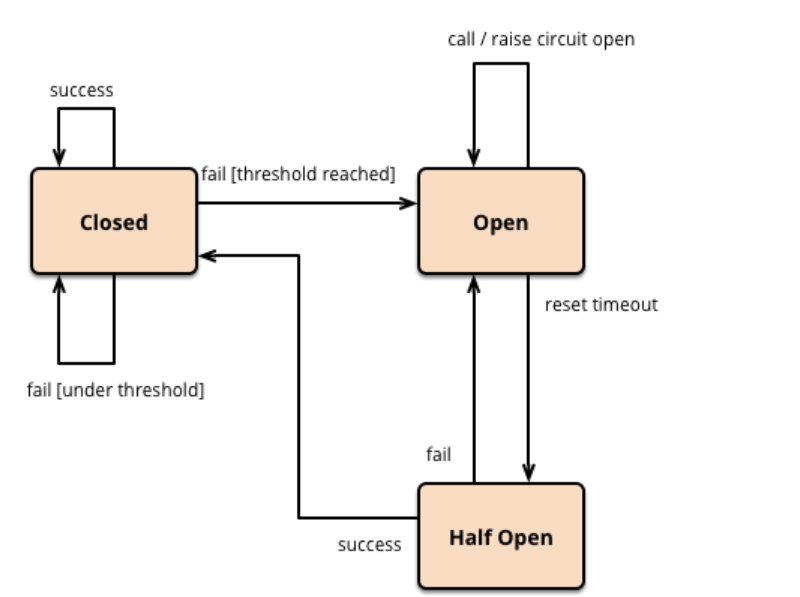 call / raise circuit open
success
fail [threshold reached]
Closed
Open
reset timeout
fail [under threshold]
fail
Half Open
success